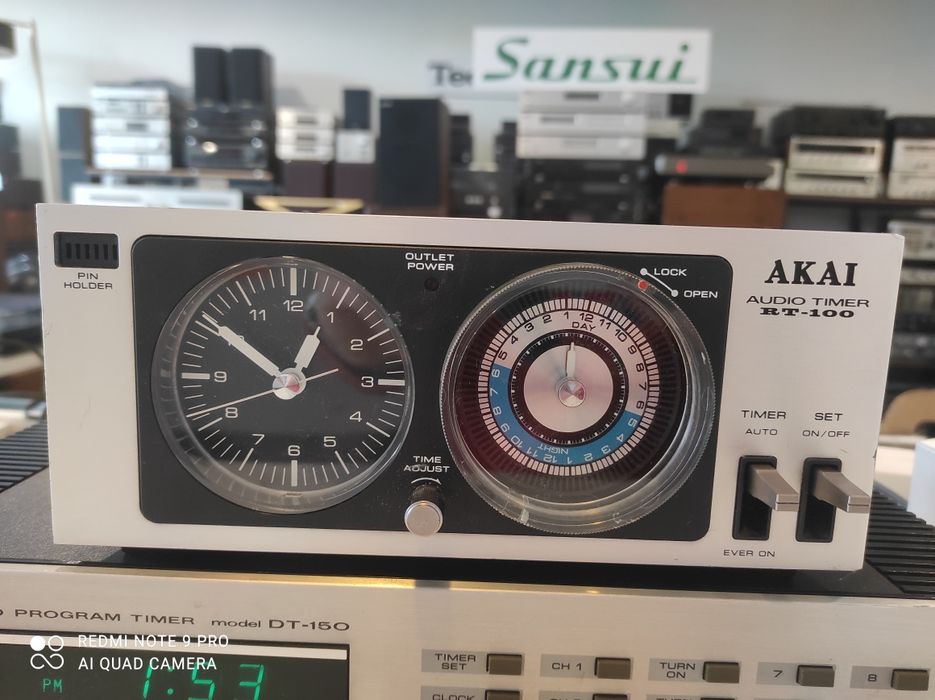 Sansui
PIN
HOLDER
OUTLET
POWER
LOCK
OPEN
AKAI
AUDIO TIMER
RT-100
12
1
2
3
4
5
6
7
8
9
11
DAY
NIGHT
TIME
ADJUST
TIMER
AUTO
SET
ON/OFF
EVER ON
PROGRAM TIMER model DT-150
REDMI NOTE 9 PRO
AI QUAD CAMERA
PM 1:53
TIMER
SET
CH 1
TURN
ON
7
8
CLOCK